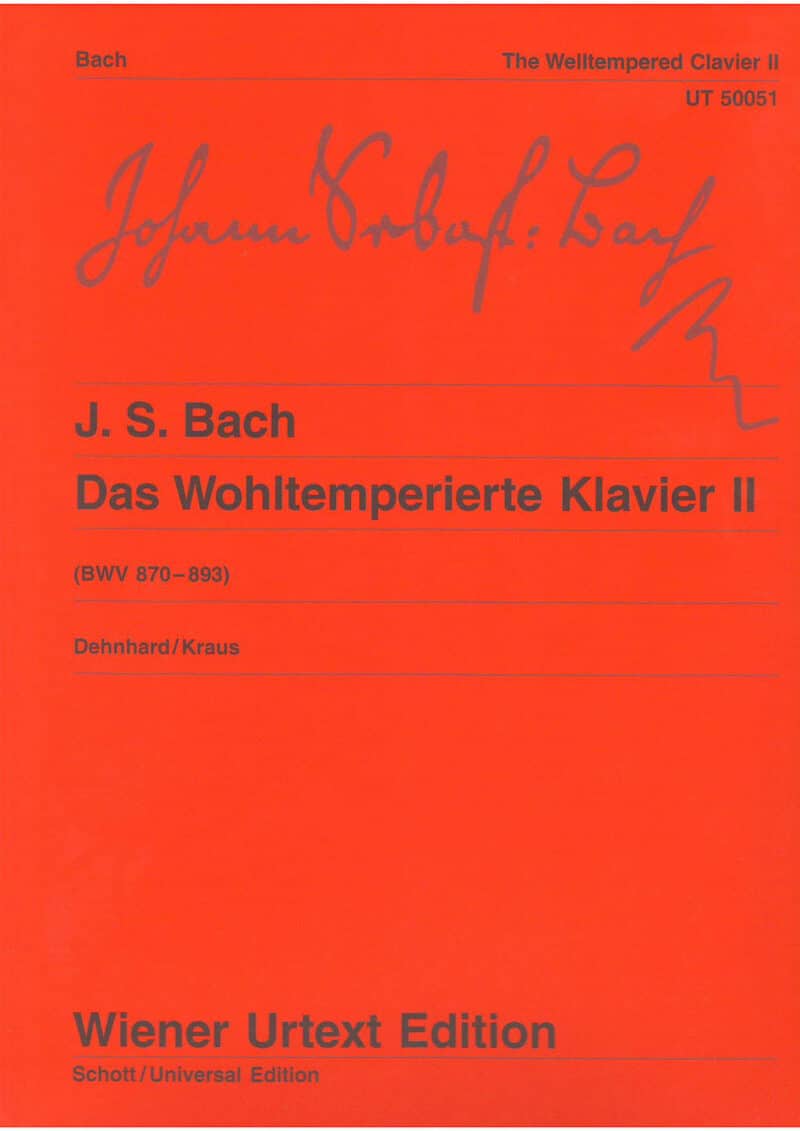 Bach
The Welltempered Clavier II
UT 50051
Johann Sebast: Bach
J. S. Bach
Das Wohltemperierte Klavier II
(BWV 870–893)
Dehnhard/Kraus
Wiener Urtext Edition
Schott/Universal Edition